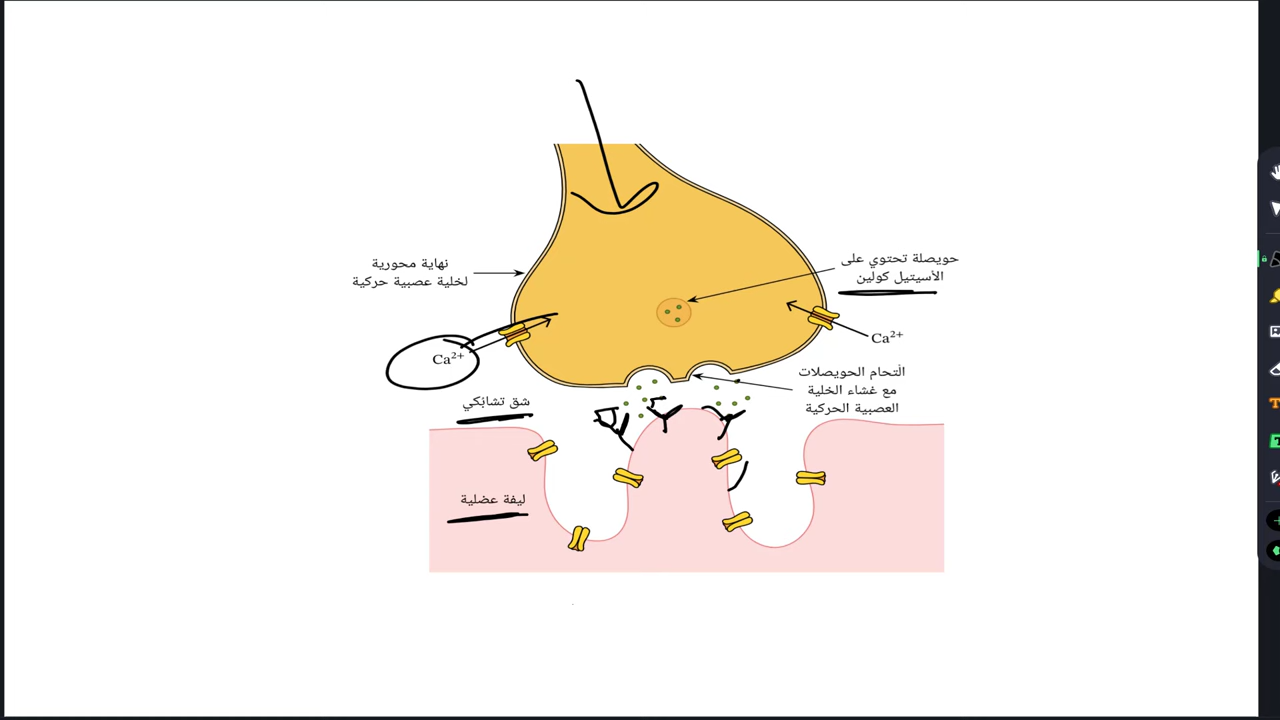 حويصلة تحتوي على
الأسيتيل كولين
نهاية محورية
لخلية عصبية حركية
Ca²⁺
Ca²⁺
التحام الحويصلات
مع غشاء الخلية
العصبية الحركية
شق تشابكي
ليفة عضلية